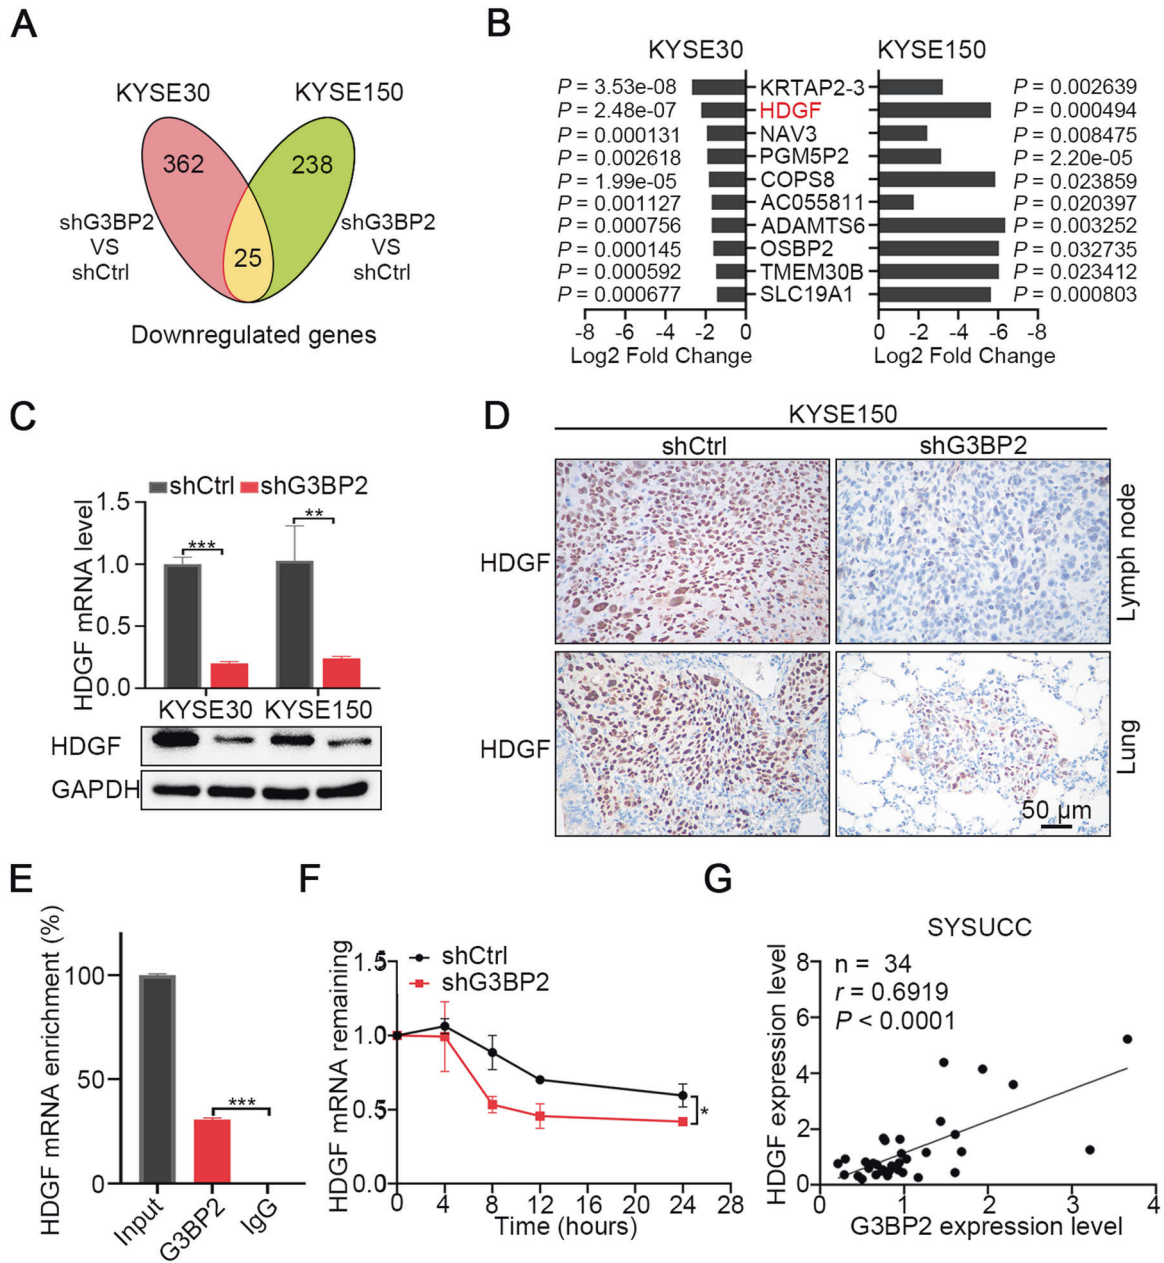 A
KYSE30
KYSE150
362
238
25
shG3BP2
VS
shCtrl
shG3BP2
VS
shCtrl
Downregulated genes
B
KYSE30
KYSE150
P = 3.53e-08 KRTAP2-3 P = 0.002639
P = 2.48e-07 HDGF P = 0.000494
P = 0.000131 NAV3 P = 0.008475
P = 0.002618 PGM5P2 P = 2.20e-05
P = 1.99e-05 COPS8 P = 0.023859
P = 0.001127 AC055811 P = 0.020397
P = 0.000756 ADAMTS6 P = 0.003252
P = 0.000145 OSBP2 P = 0.032735
P = 0.000592 TMEM30B P = 0.023412
P = 0.000677 SLC19A1 P = 0.000803
-8 -6 -4 -2 0
0 -2 -4 -6 -8
Log2 Fold Change
Log2 Fold Change
C
shCtrl shG3BP2
HDGF mRNA level
1.5
1.0
0.5
0.0
***
**
KYSE30 KYSE150
HDGF
GAPDH
D
KYSE150
shCtrl
shG3BP2
HDGF
Lymph node
HDGF
Lung
50 µm
E
HDGF mRNA enrichment (%)
100
50
0
***
Input
G3BP2
IgG
F
HDGF mRNA remaining
shCtrl
shG3BP2
1.5
1.0
0.5
0.0
*
0 4 8 12 16 20 24 28
Time (hours)
G
SYSUCC
HDGF expression level
n = 34
r = 0.6919
P < 0.0001
8
6
4
2
0
0 1 2 3 4
G3BP2 expression level